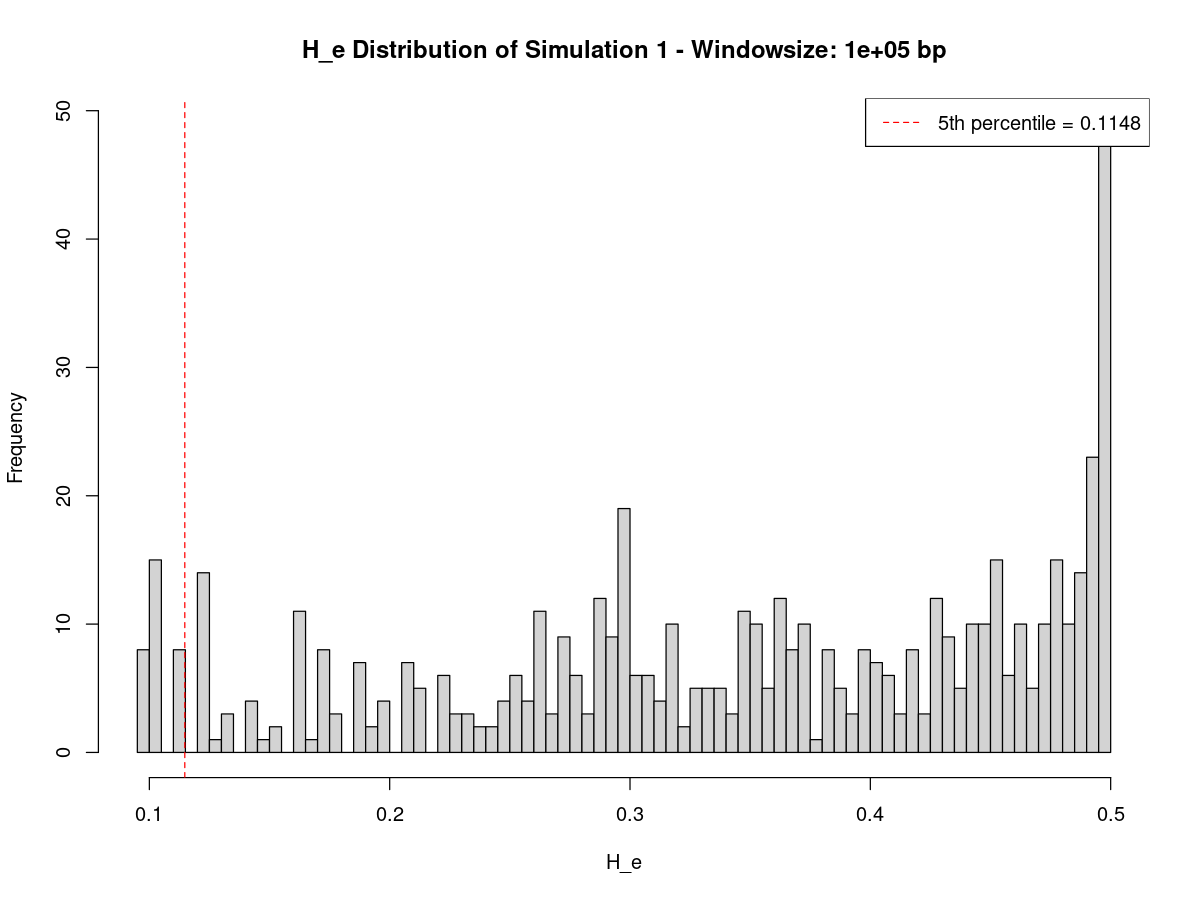 H_e Distribution of Simulation 1 - Windowsize: 1e+05 bp
5th percentile = 0.1148
50
40
30
20
10
0
Frequency
0.1 0.2 0.3 0.4 0.5
H_e